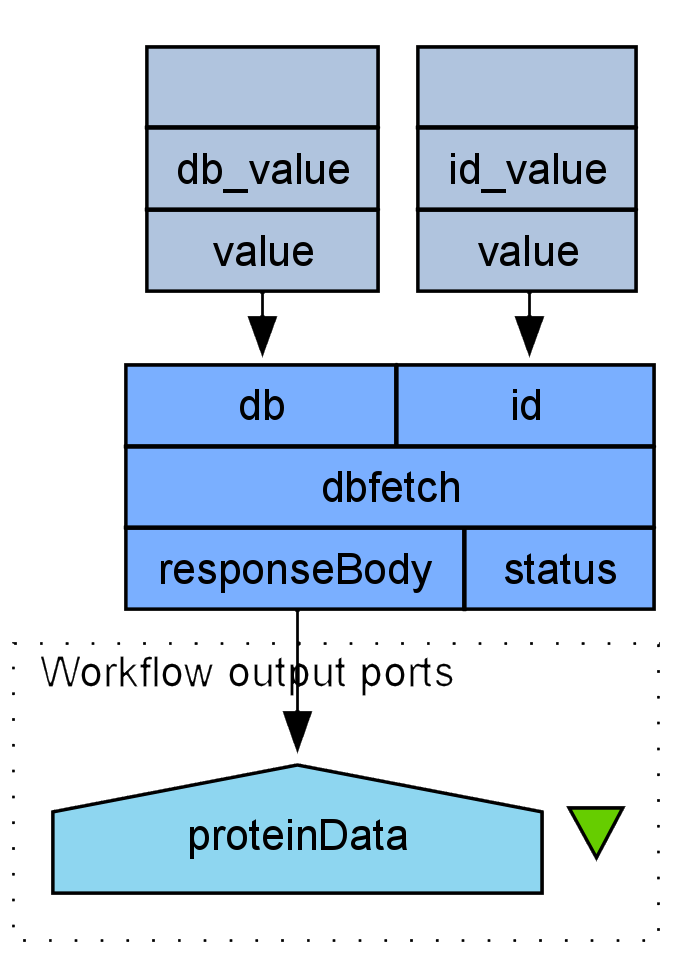 db_value
id_value
value
value
db
id
dbfetch
responseBody
status
Workflow output ports
proteinData